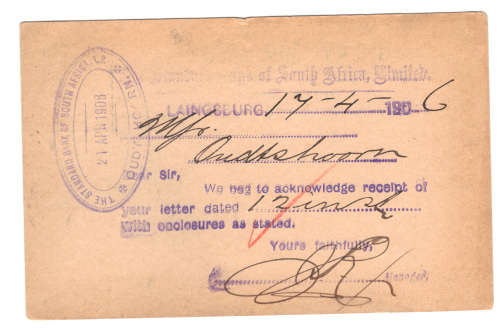 THE STANDARD BANK OF SOUTH AFRICA, LD
21 APR 1906
Standard Bank of South Africa, Limited.
LAINGSBURG, 17-4- 1906
Mgr.
Oudtshoorn
Dear Sir,
We beg to acknowledge receipt of
your letter dated 12 inst
with enclosures as stated.
Yours faithfully,
Manager.